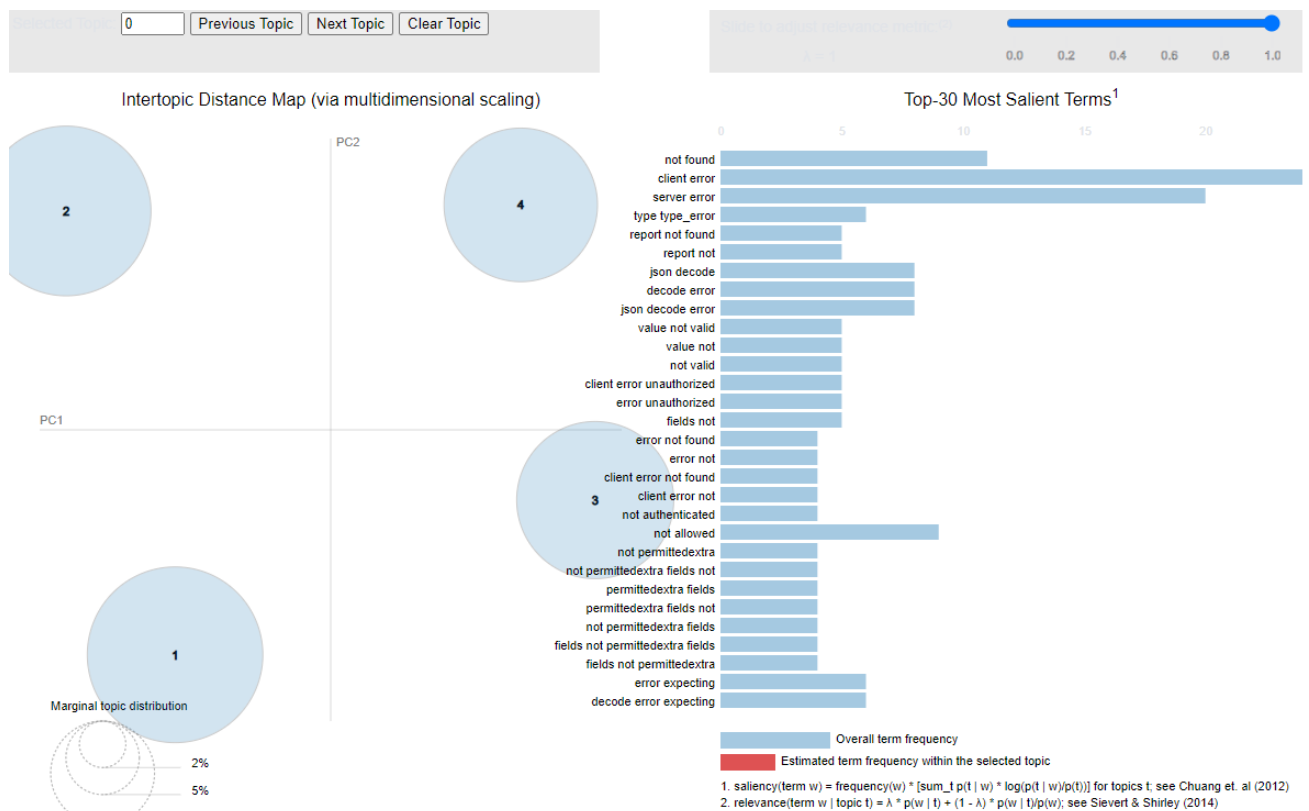 Selected Topic: 0 Previous Topic Next Topic Clear Topic
Slide to adjust relevance metric:(2)
λ = 1
0.0 0.2 0.4 0.6 0.8 1.0
Intertopic Distance Map (via multidimensional scaling)
PC2
PC1
2
4
3
1
Marginal topic distribution
2%
5%
Top-30 Most Salient Terms1
0 5 10 15 20
not found
client error
server error
type type_error
report not found
report not
json decode
decode error
json decode error
value not valid
value not
not valid
client error unauthorized
error unauthorized
fields not
error not found
error not
client error not found
client error not
not authenticated
not allowed
not permittedextra
not permittedextra fields not
permittedextra fields
permittedextra fields not
not permittedextra fields
fields not permittedextra fields
fields not permittedextra
error expecting
decode error expecting
Overall term frequency
Estimated term frequency within the selected topic
1. saliency(term w) = frequency(w) * [sum_t p(t | w) * log(p(t | w)/p(t))] for topics t; see Chuang et. al (2012)
2. relevance(term w | topic t) = λ * p(w | t) + (1 - λ) * p(w | t)/p(w); see Sievert & Shirley (2014)